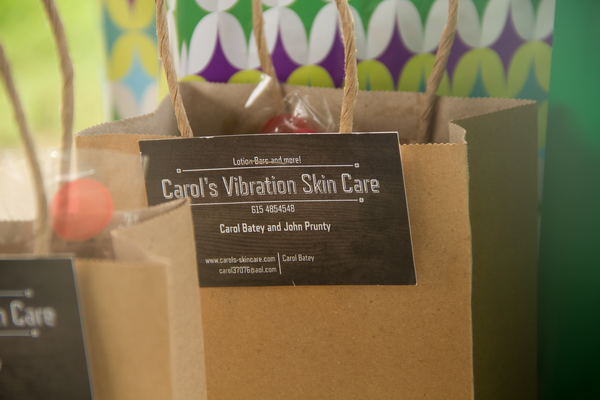 Lotion Bars and more!
Carol's Vibration Skin Care
615 4854548
Carol Batey and John Prunty
www.carols-skincare.com | Carol Batey
carol37076@aol.com
n Care